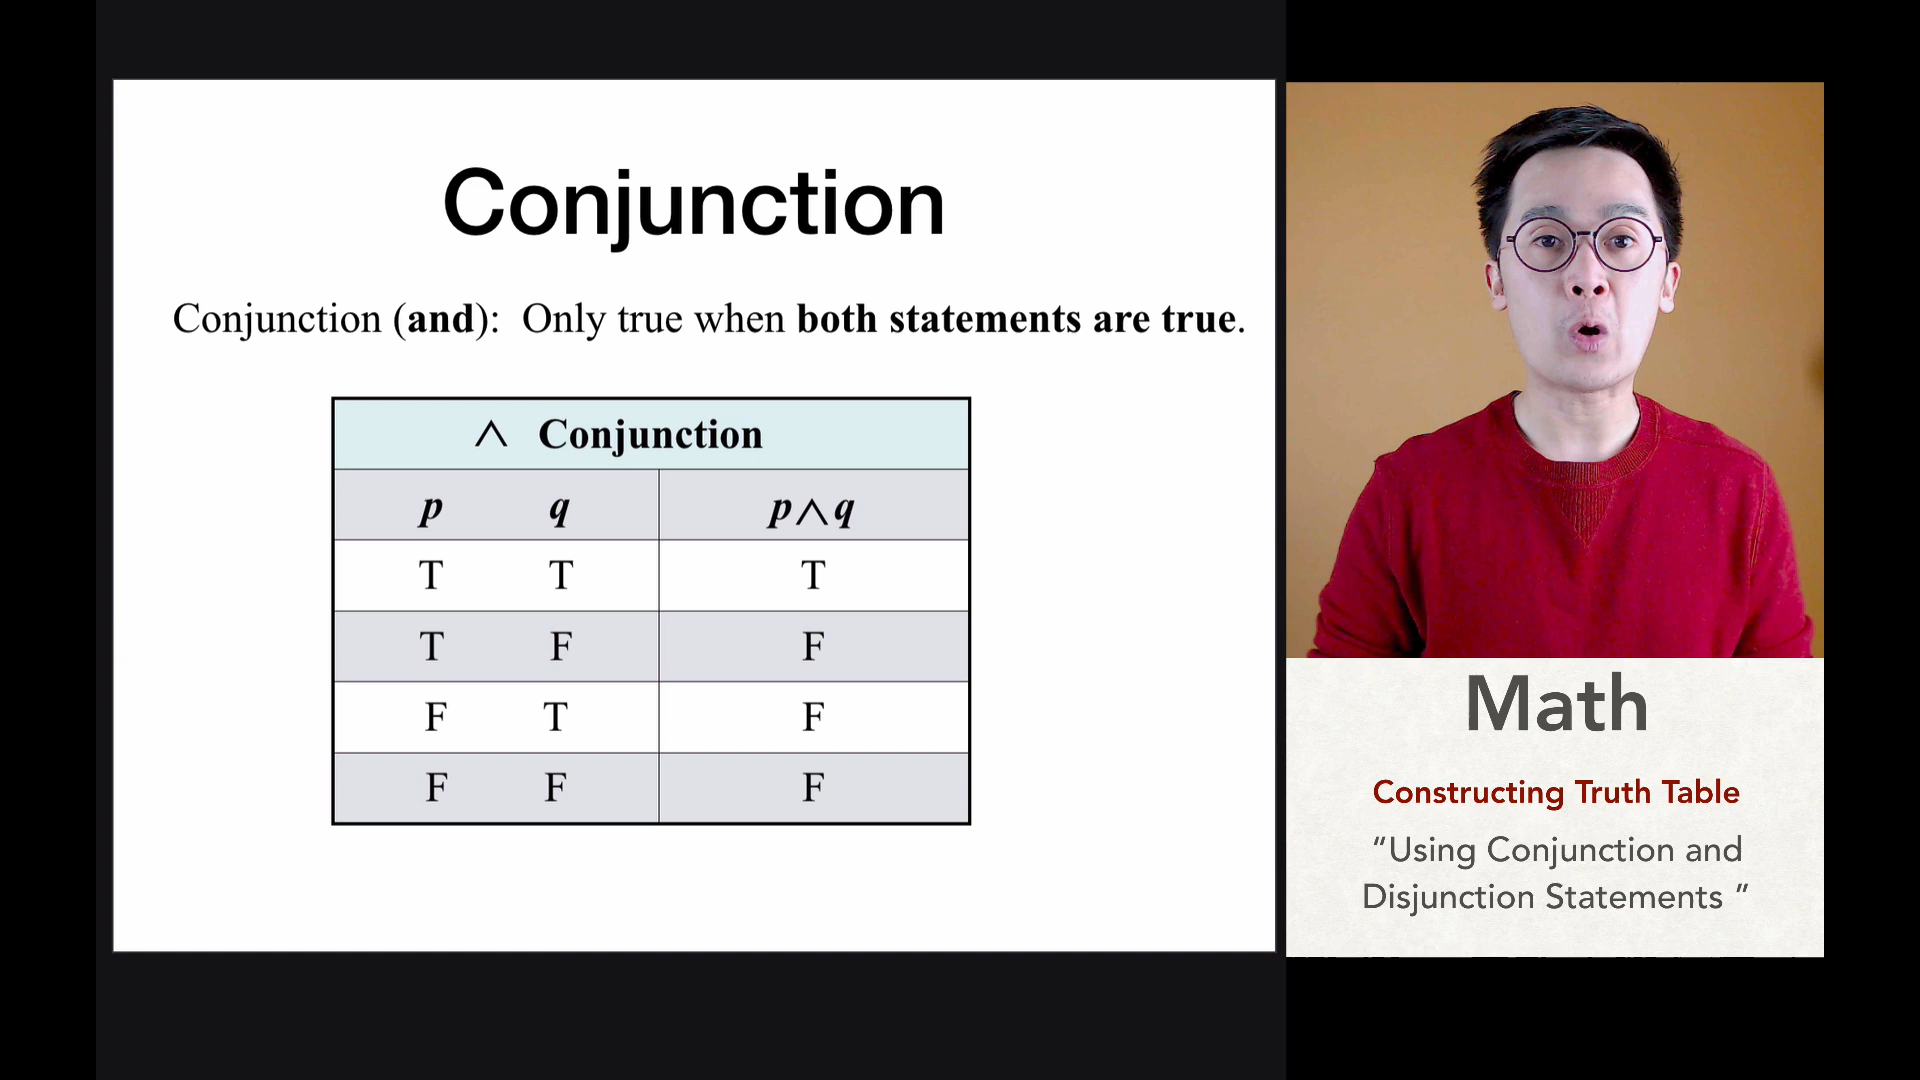 Conjunction
Conjunction (and): Only true when both statements are true.
∧ Conjunction
p q p∧q
T T T
T F F
F T F
F F F
Math
Constructing Truth Table
“Using Conjunction and
Disjunction Statements ”